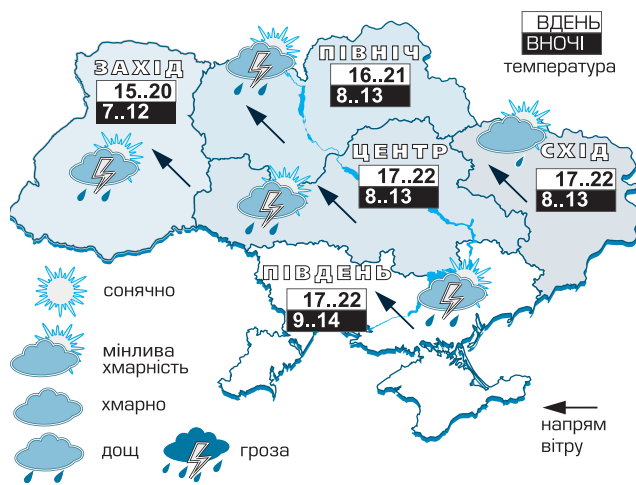 ВДЕНЬ
ВНОЧІ
температура
ЗАХІД
15..20
7..12
ПІВНІЧ
16..21
8..13
ЦЕНТР
17..22
8..13
СХІД
17..22
8..13
ПІВДЕНЬ
17..22
9..14
сонячно
мінлива
хмарність
хмарно
дощ
гроза
напрям
вітру